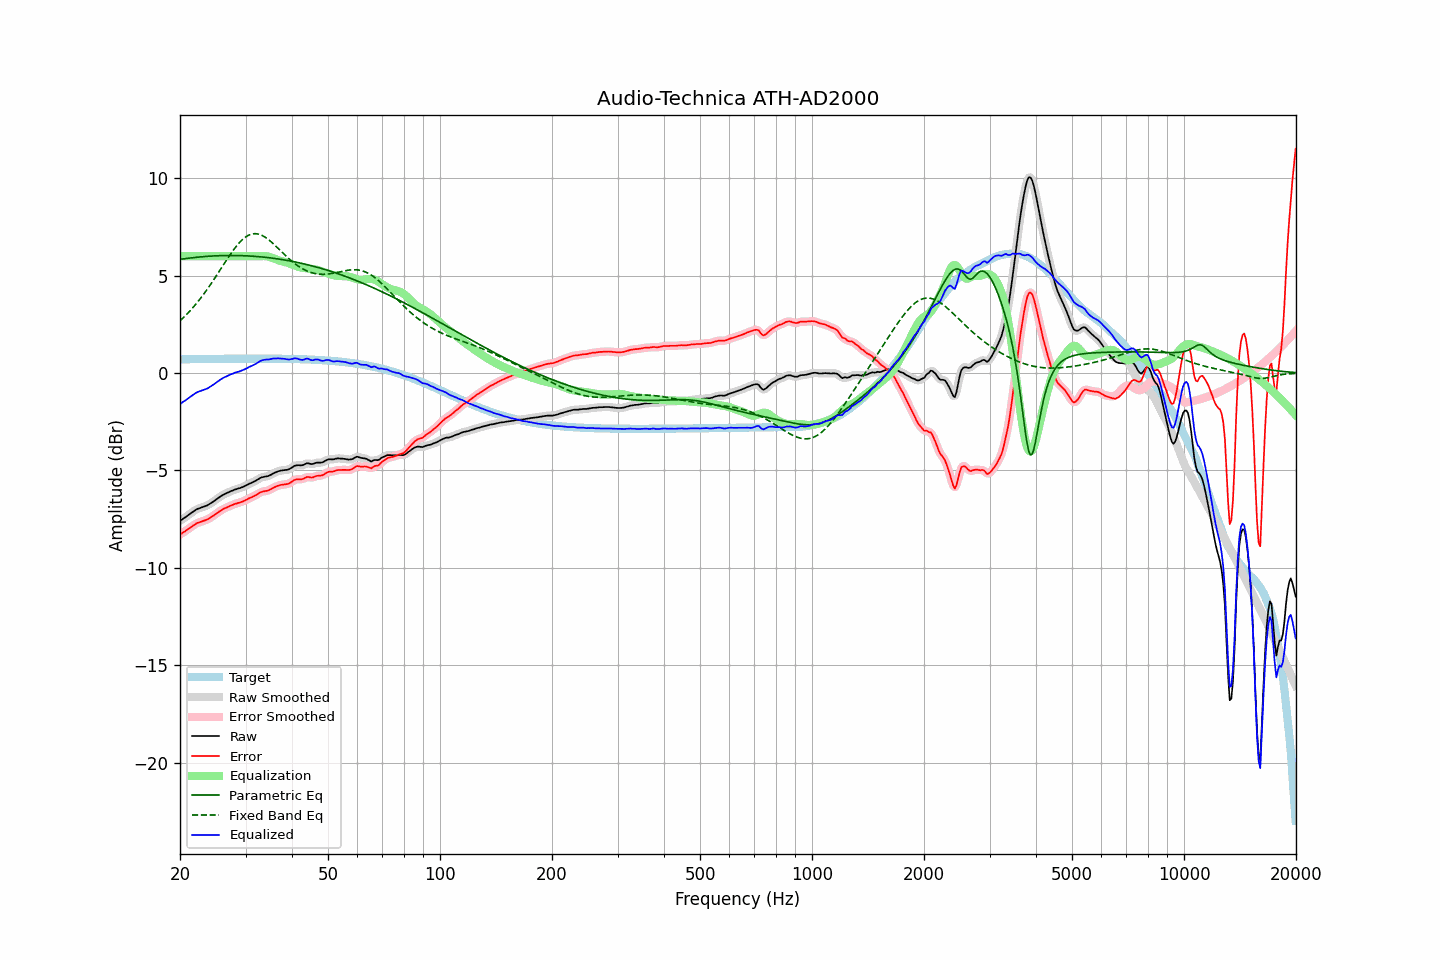 Audio-Technica ATH-AD2000
10
5
0
−5
−10
−15
−20
Amplitude (dBr)
Target
Raw Smoothed
Error Smoothed
Raw
Error
Equalization
Parametric Eq
Fixed Band Eq
Equalized
20 50 100 200 500 1000 2000 5000 10000 20000
Frequency (Hz)